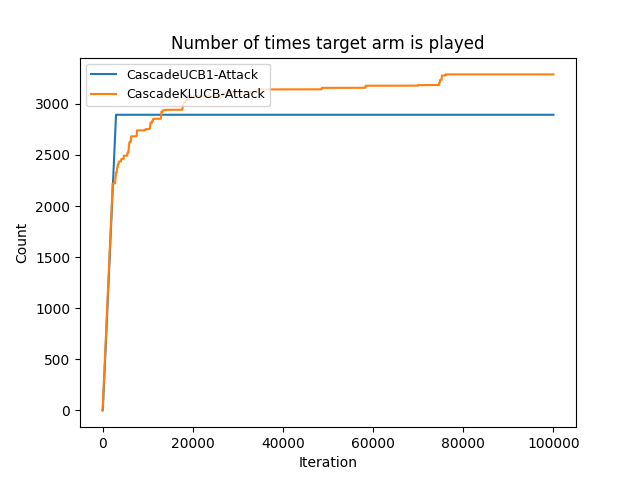 Number of times target arm is played
CascadeUCB1-Attack
CascadeKLUCB-Attack
3000
2500
2000
1500
1000
500
0
Count
0 20000 40000 60000 80000 100000
Iteration